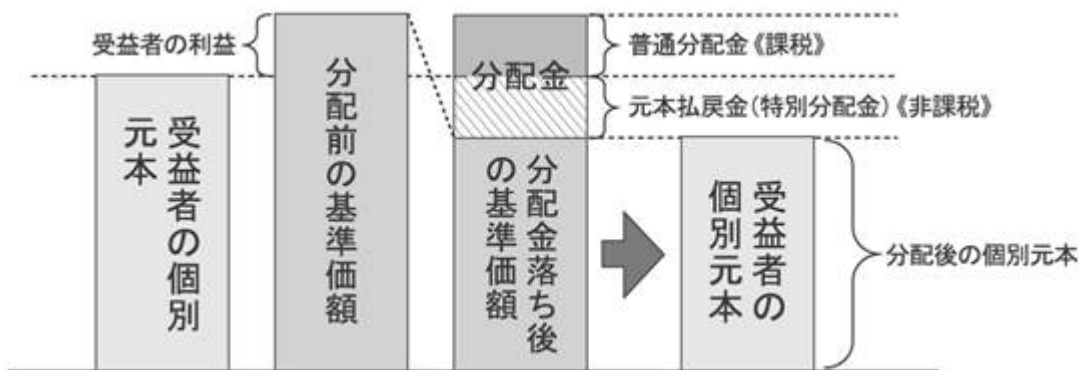 受益者の利益
受益者の個別
元本
分配前の基準価額
分配金
分配金落ち後
の基準価額
普通分配金《課税》
元本払戻金(特別分配金)《非課税》
受益者の
個別元本
分配後の個別元本